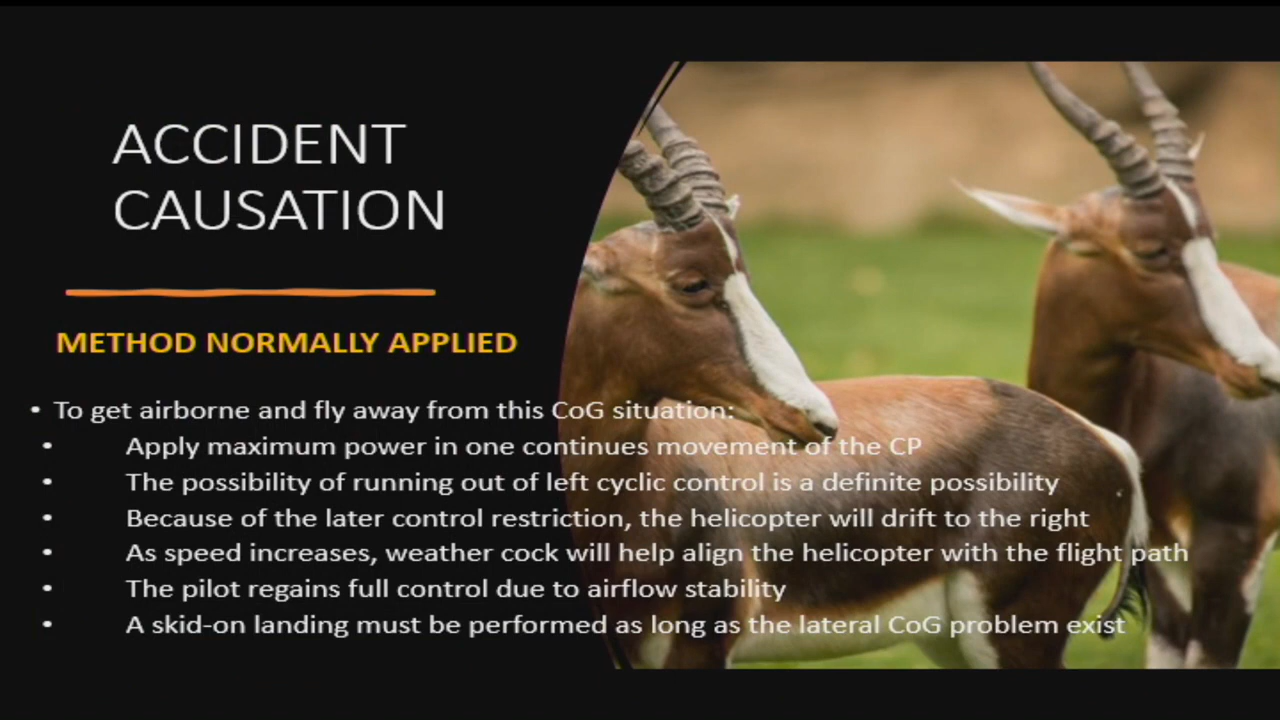 ACCIDENT
CAUSATION
METHOD NORMALLY APPLIED
• To get airborne and fly away from this CoG situation:
• Apply maximum power in one continues movement of the CP
• The possibility of running out of left cyclic control is a definite possibility
• Because of the later control restriction, the helicopter will drift to the right
• As speed increases, weather cock will help align the helicopter with the flight path
• The pilot regains full control due to airflow stability
• A skid-on landing must be performed as long as the lateral CoG problem exist